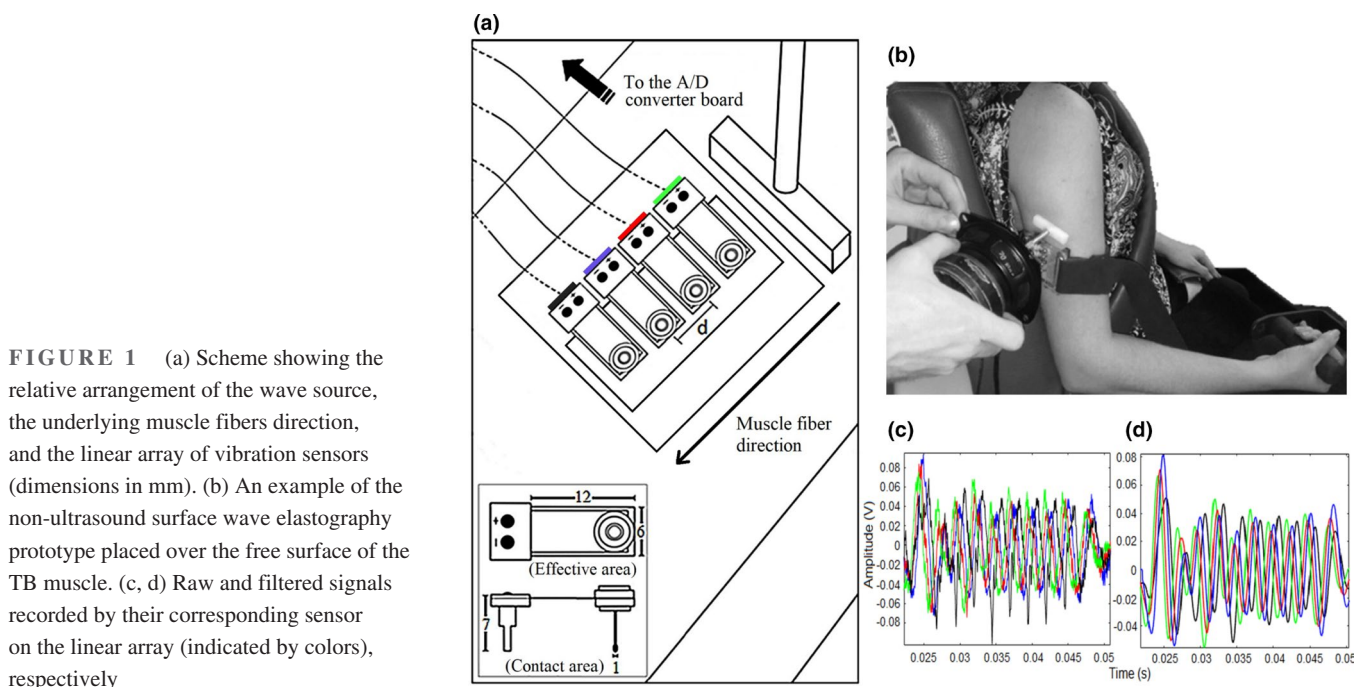 FIGURE 1 (a) Scheme showing the
relative arrangement of the wave source,
the underlying muscle fibers direction,
and the linear array of vibration sensors
(dimensions in mm). (b) An example of the
non-ultrasound surface wave elastography
prototype placed over the free surface of the
TB muscle. (c, d) Raw and filtered signals
recorded by their corresponding sensor
on the linear array (indicated by colors),
respectively
(a)
To the A/D
converter board
d
Muscle fiber
direction
12
6
(Effective area)
7
(Contact area)
1
(b)
(c)
Amplitude (V)
0.08
0.06
0.04
0.02
0
-0.02
-0.04
-0.06
-0.08
0.025 0.03 0.035 0.04 0.045 0.05
(d)
0.08
0.06
0.04
0.02
0
-0.02
-0.04
0.025 0.03 0.035 0.04 0.045 0.05
Time (s)